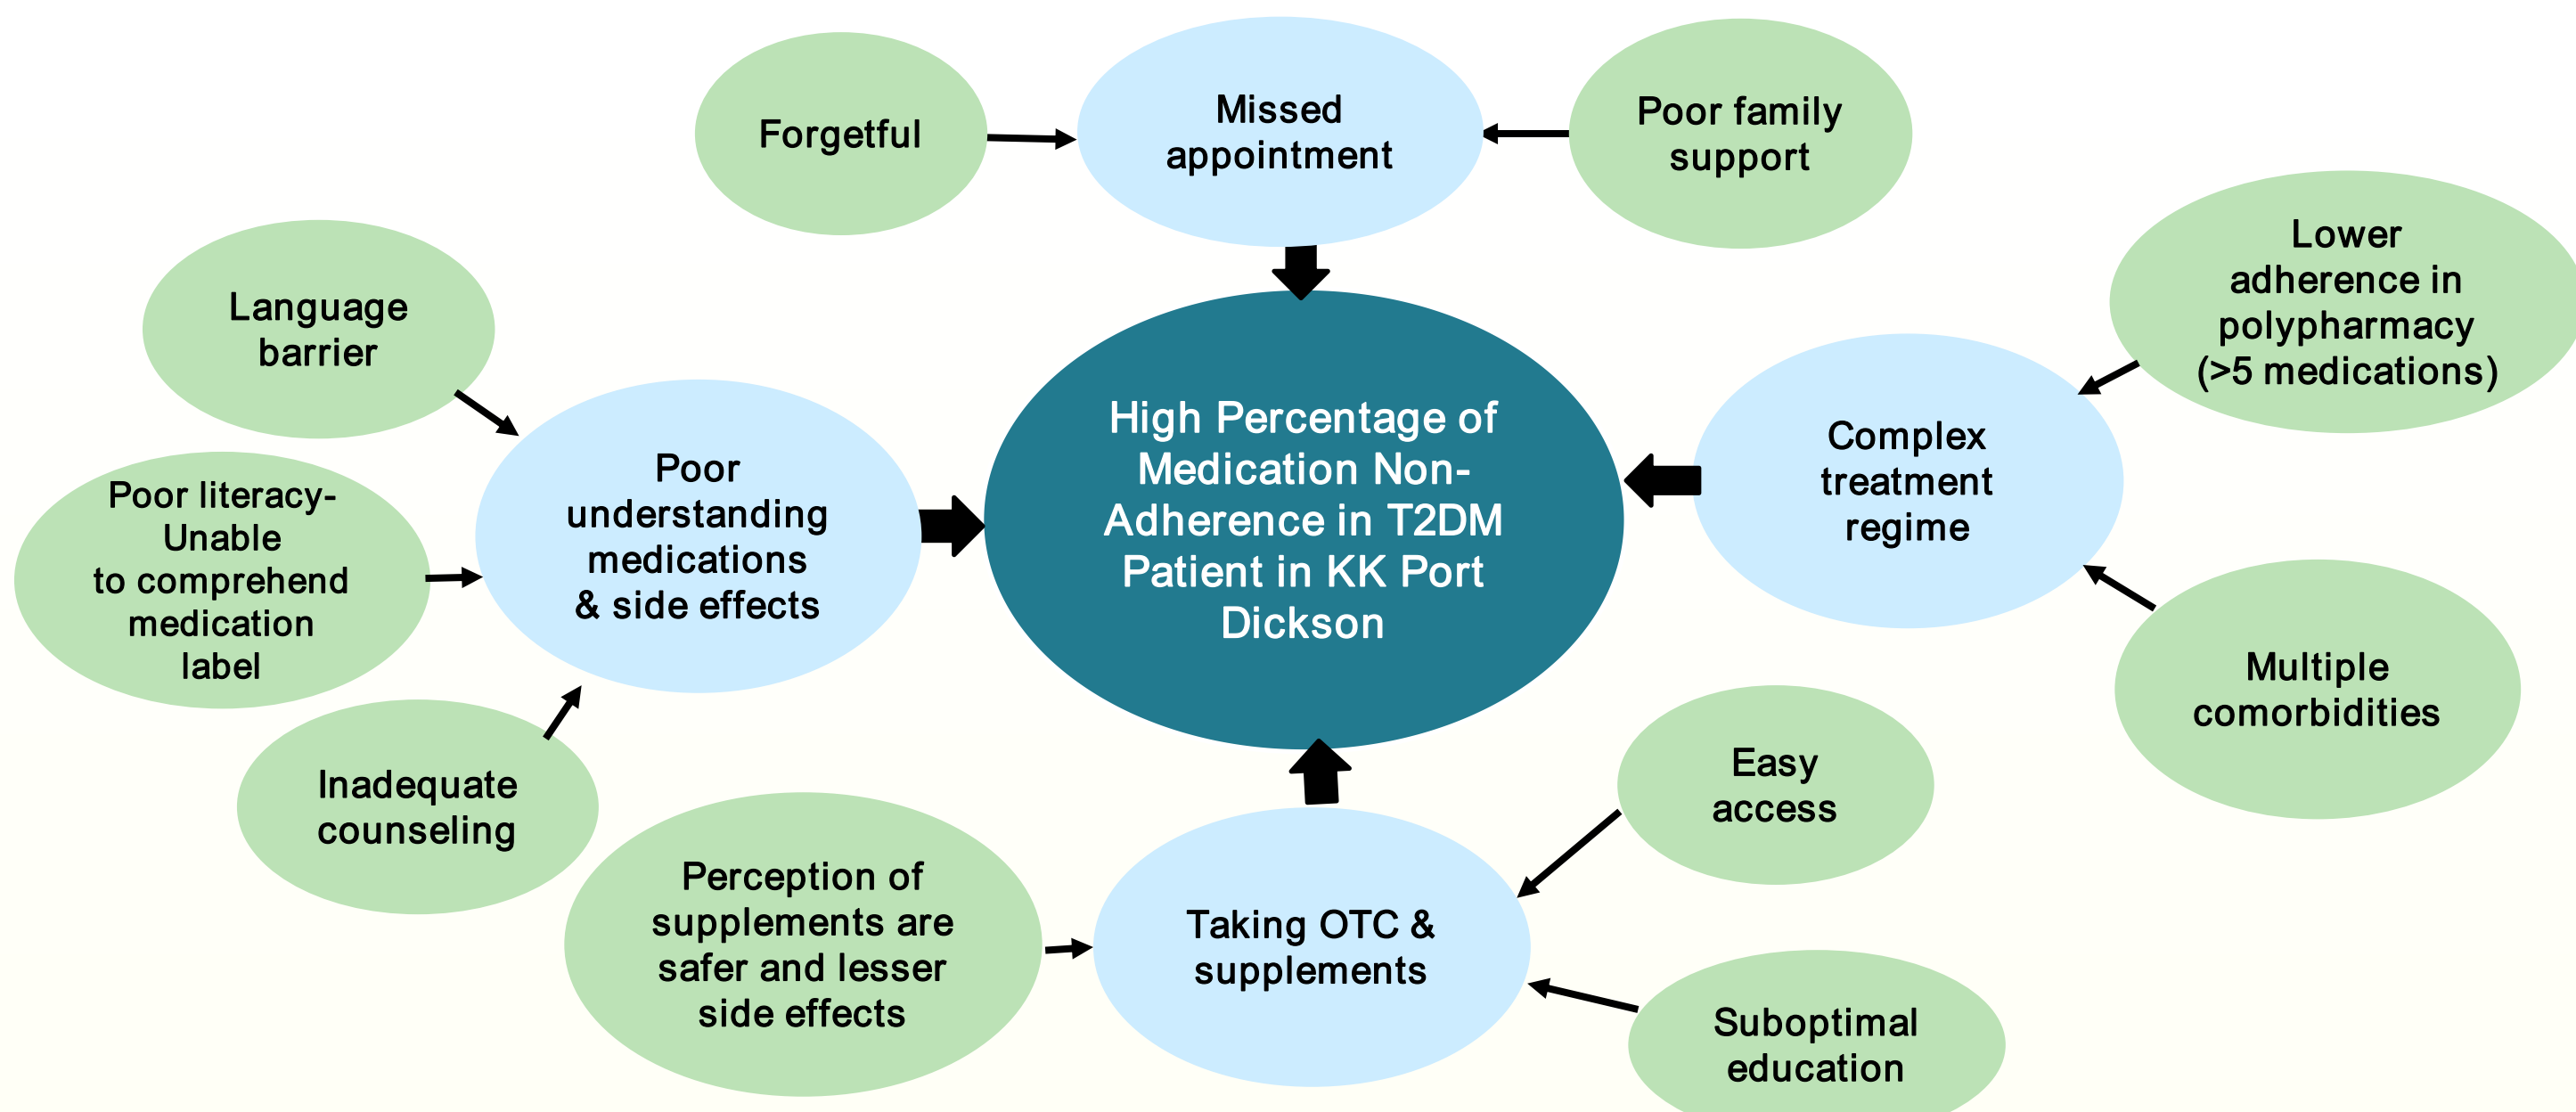 Forgetful
Missed
appointment
Poor family
support
Language
barrier
Lower
adherence in
polypharmacy
(>5 medications)
Poor literacy-
Unable
to comprehend
medication
label
Poor
understanding
medications
& side effects
High Percentage of
Medication Non-
Adherence in T2DM
Patient in KK Port
Dickson
Complex
treatment
regime
Inadequate
counseling
Multiple
comorbidities
Perception of
supplements are
safer and lesser
side effects
Taking OTC &
supplements
Easy
access
Suboptimal
education